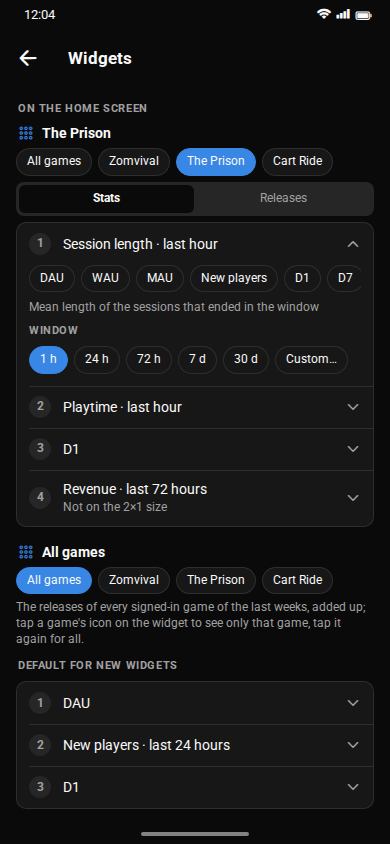 12:04
Widgets
ON THE HOME SCREEN
The Prison
All games Zomvival The Prison Cart Ride
Stats Releases
1 Session length · last hour
DAU WAU MAU New players D1 D7
Mean length of the sessions that ended in the window
WINDOW
1 h 24 h 72 h 7 d 30 d Custom…
2 Playtime · last hour
3 D1
4 Revenue · last 72 hours
Not on the 2×1 size
All games
All games Zomvival The Prison Cart Ride
The releases of every signed-in game of the last weeks, added up;
tap a game's icon on the widget to see only that game, tap it
again for all.
DEFAULT FOR NEW WIDGETS
1 DAU
2 New players · last 24 hours
3 D1